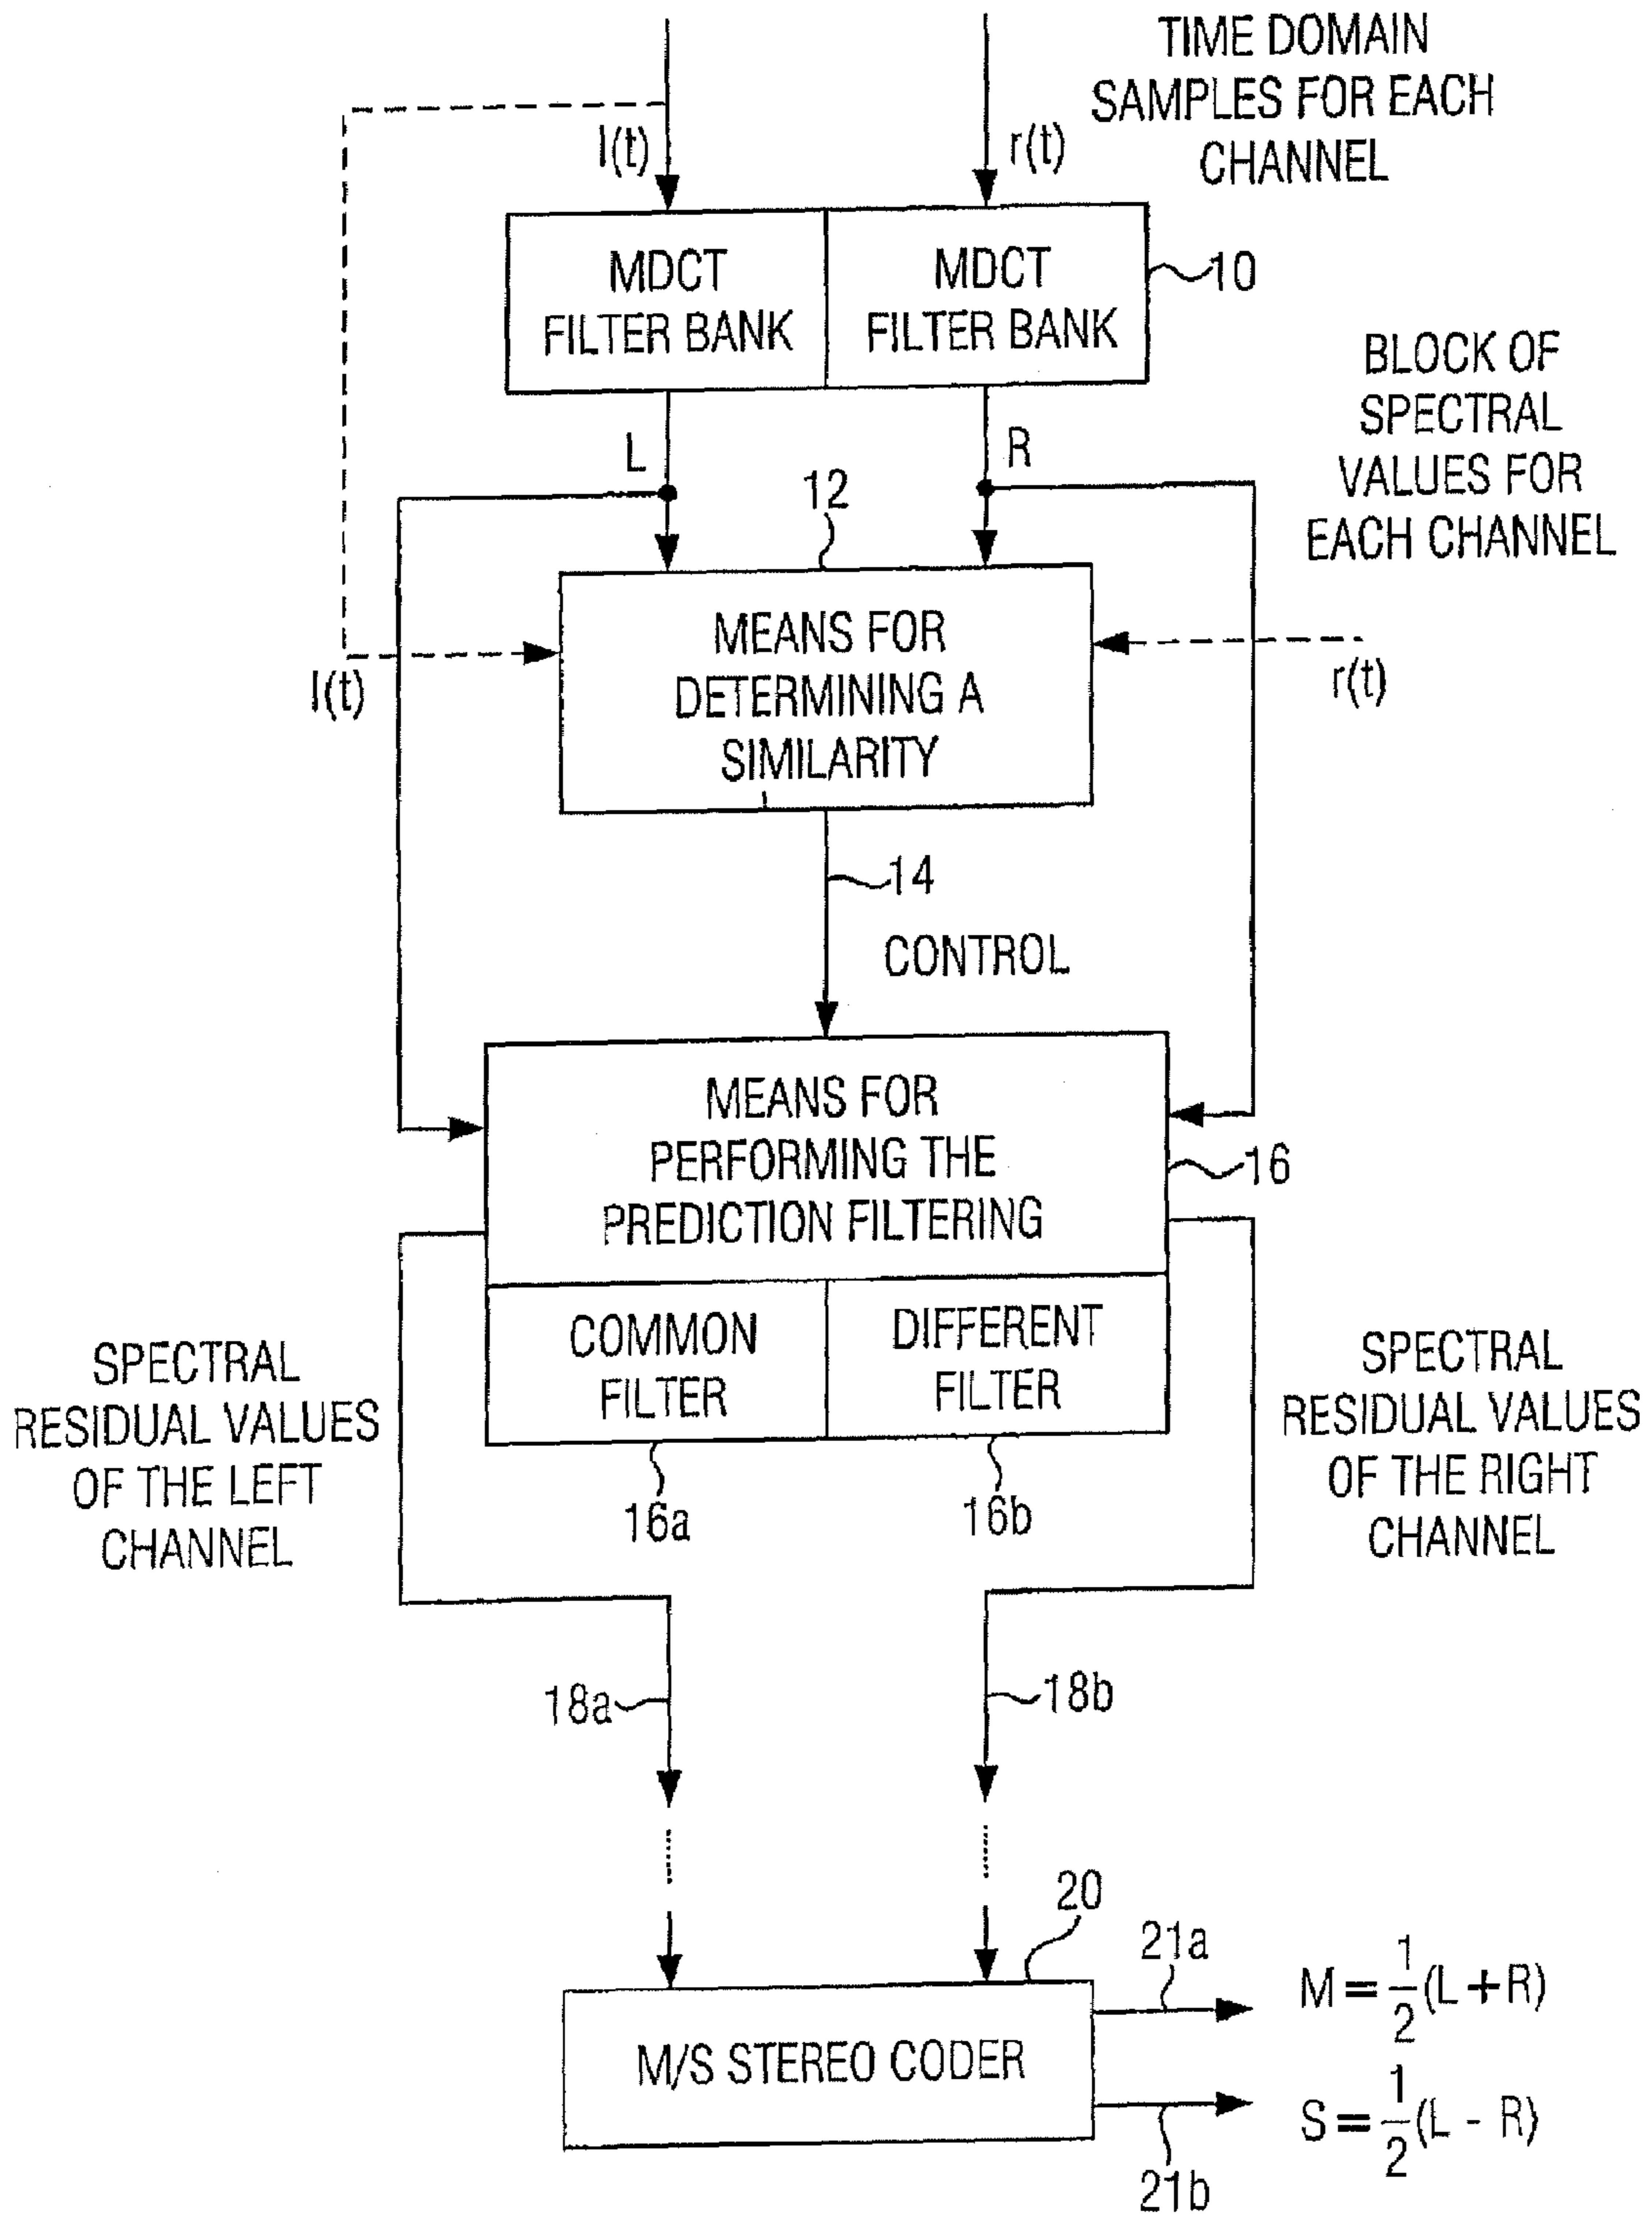 TIME DOMAIN
SAMPLES FOR EACH
CHANNEL
l(t)
r(t)
MDCT
FILTER BANK
MDCT
FILTER BANK
10
BLOCK OF
SPECTRAL
VALUES FOR
EACH CHANNEL
L
R
12
MEANS FOR
DETERMINING A
SIMILARITY
l(t)
r(t)
14
CONTROL
MEANS FOR
PERFORMING THE
PREDICTION FILTERING
16
COMMON
FILTER
DIFFERENT
FILTER
16a
16b
SPECTRAL
RESIDUAL VALUES
OF THE LEFT
CHANNEL
SPECTRAL
RESIDUAL VALUES
OF THE RIGHT
CHANNEL
18a
18b
20
M/S STEREO CODER
21a
M = 1/2 (L + R)
S = 1/2 (L - R)
21b